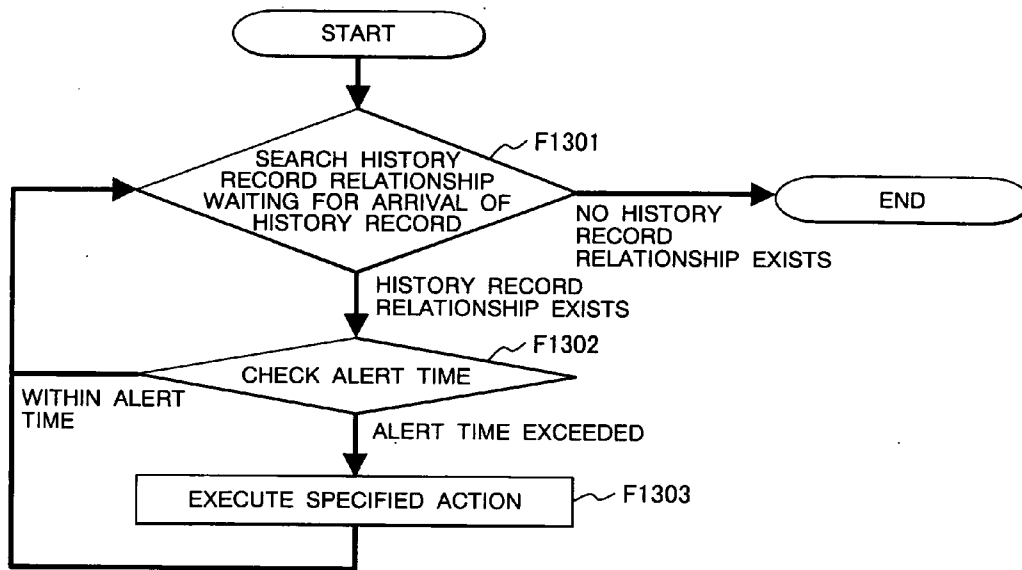 START
F1301
SEARCH HISTORY
RECORD RELATIONSHIP
WAITING FOR ARRIVAL OF
HISTORY RECORD
END
NO HISTORY
RECORD
RELATIONSHIP EXISTS
HISTORY RECORD
RELATIONSHIP EXISTS
F1302
CHECK ALERT TIME
WITHIN ALERT
TIME
ALERT TIME EXCEEDED
EXECUTE SPECIFIED ACTION
F1303